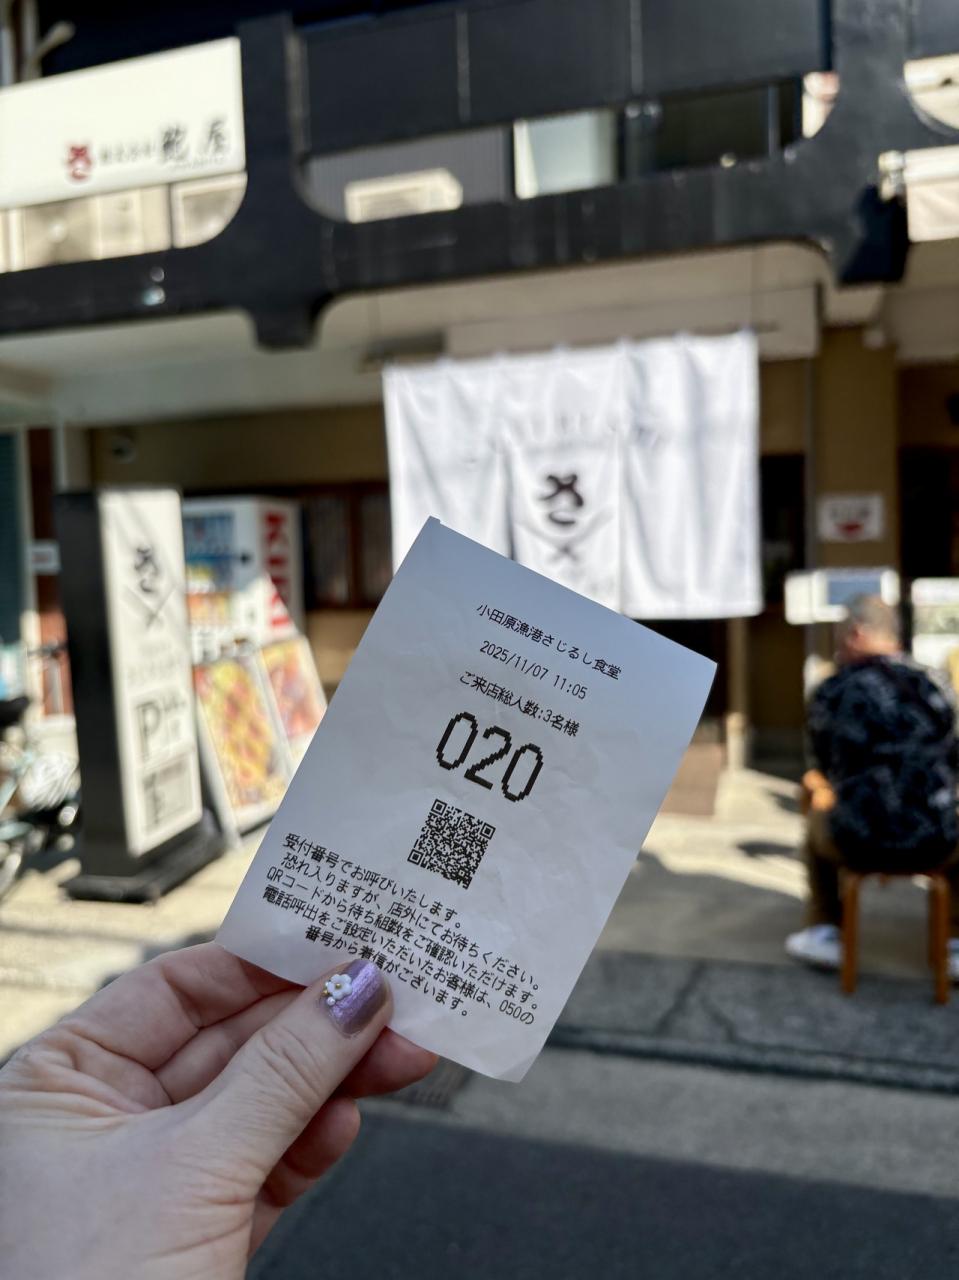 さ
鮑屋
さ
さ
P
小田原漁港さじるし食堂
2025/11/07 11:05
ご来店総人数:3名様
020
受付番号でお呼びいたします。
恐れ入りますが、店外にてお待ちください。
QRコードから待ち組数をご確認いただけます。
電話呼出をご設定いただいたお客様は、050の
番号から着信がございます。